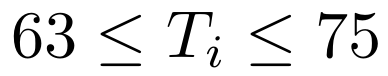 63 ≤ T_i ≤ 75